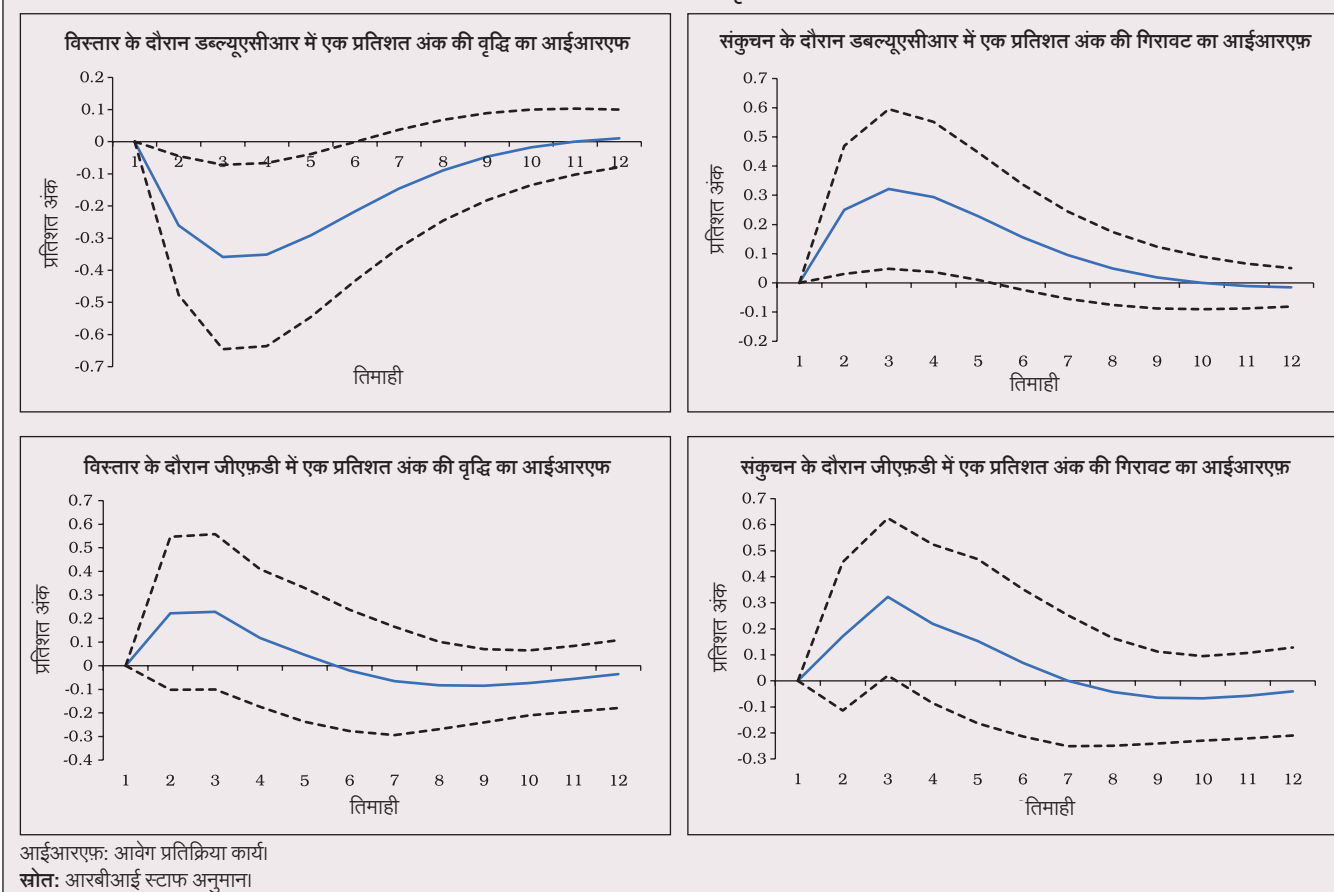 विस्तार के दौरान डब्ल्यूएसीआर में एक प्रतिशत अंक की वृद्धि का आईआरएफ
0.2
0.1
0
-0.1
-0.2
-0.3
-0.4
-0.5
-0.6
-0.7
प्रतिशत अंक
1 2 3 4 5 6 7 8 9 10 11 12
तिमाही
संकुचन के दौरान डबल्यूएसीआर में एक प्रतिशत अंक की गिरावट का आईआरएफ़
0.7
0.6
0.5
0.4
0.3
0.2
0.1
0
-0.1
-0.2
प्रतिशत अंक
1 2 3 4 5 6 7 8 9 10 11 12
तिमाही
विस्तार के दौरान जीएफ़डी में एक प्रतिशत अंक की वृद्धि का आईआरएफ
0.7
0.6
0.5
0.4
0.3
0.2
0.1
0
-0.1
-0.2
-0.3
-0.4
प्रतिशत अंक
1 2 3 4 5 6 7 8 9 10 11 12
तिमाही
संकुचन के दौरान जीएफ़डी में एक प्रतिशत अंक की गिरावट का आईआरएफ़
0.7
0.6
0.5
0.4
0.3
0.2
0.1
0
-0.1
-0.2
-0.3
प्रतिशत अंक
1 2 3 4 5 6 7 8 9 10 11 12
तिमाही
आईआरएफ़: आवेग प्रतिक्रिया कार्य।
स्रोत: आरबीआई स्टाफ अनुमान।